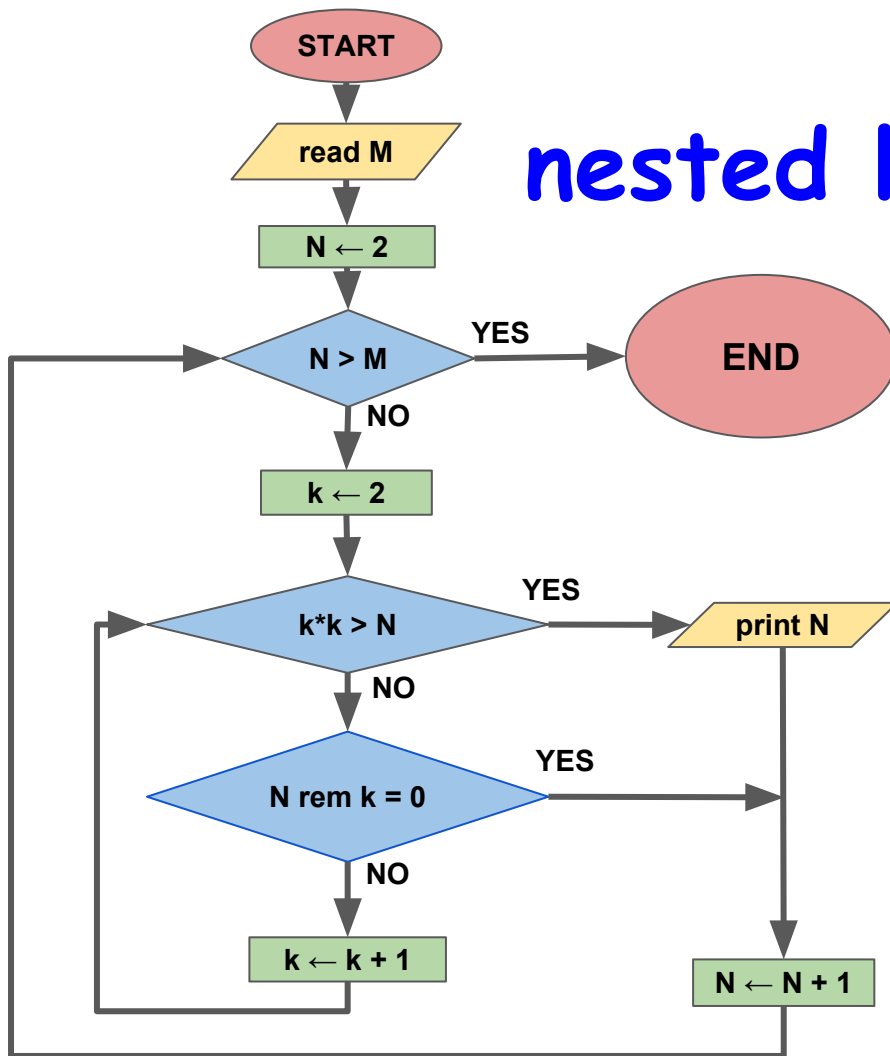 START
read M
nested
N ← 2
N > M
YES
END
NO
k ← 2
k*k > N
YES
print N
NO
N rem k = 0
YES
NO
k ← k + 1
N ← N + 1